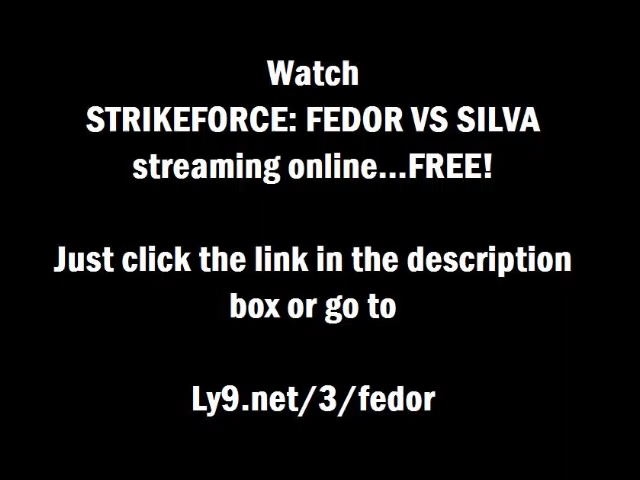 Watch
STRIKEFORCE: FEDOR VS SILVA
streaming online...FREE!
Just click the link in the description
box or go to
Ly9.net/3/fedor